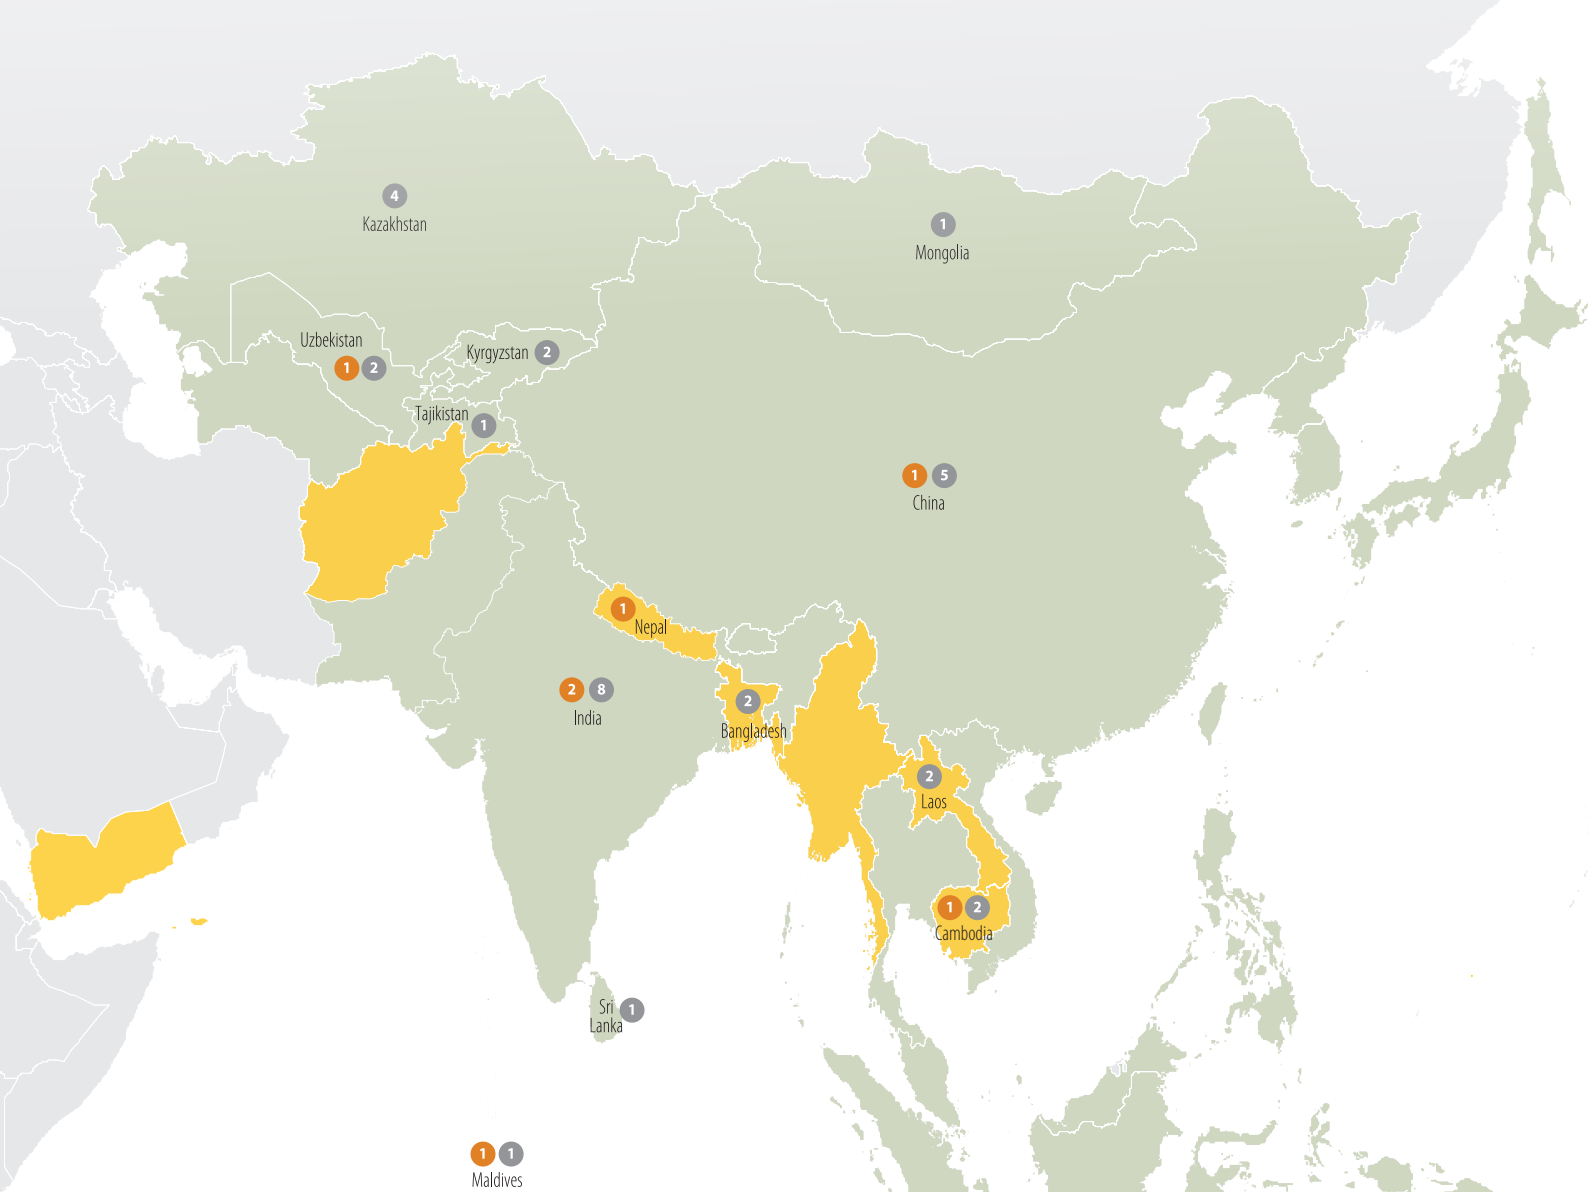 4
Kazakhstan
1
Mongolia
Uzbekistan
1 2
Kyrgyzstan 2
Tajikistan
1
1 5
China
1
Nepal
2 8
India
2
Bangladesh
2
Laos
1 2
Cambodia
Sri
Lanka
1
1 1
Maldives